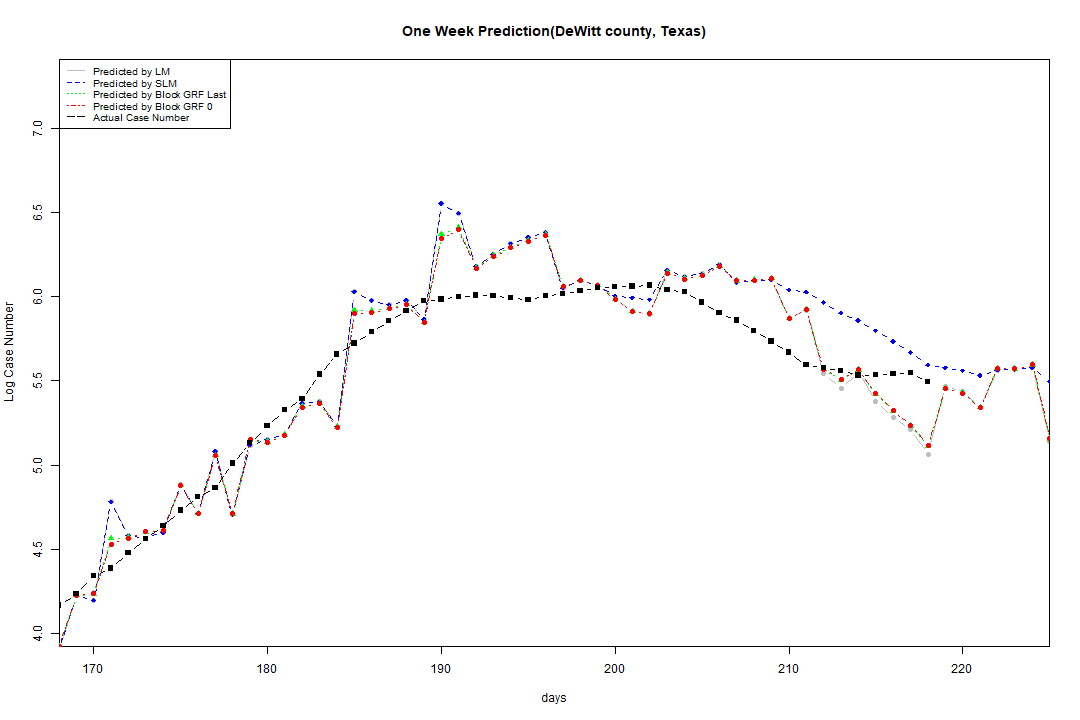 One Week Prediction(DeWitt county, Texas)
Predicted by LM
Predicted by SLM
Predicted by Block GRF Last
Predicted by Block GRF 0
Actual Case Number
7.0
6.5
6.0
5.5
5.0
4.5
4.0
Log Case Number
170 180 190 200 210 220
days